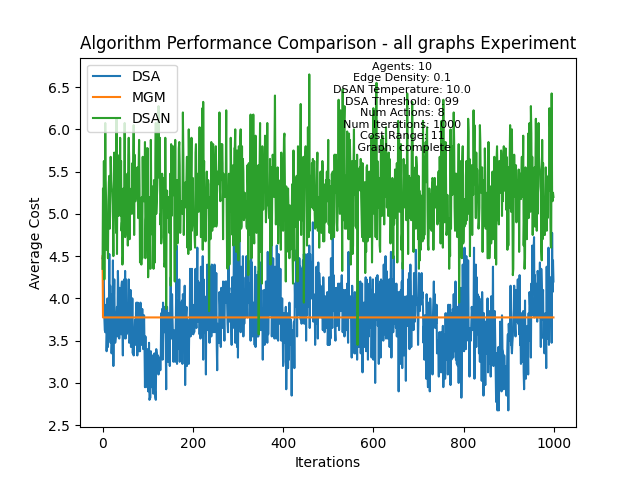 Algorithm Performance Comparison - all graphs Experiment
DSA
MGM
DSAN
Agents: 10
Edge Density: 0.1
DSAN Temperature: 10.0
DSA Threshold: 0.99
Num Actions: 8
Num Iterations: 1000
Cost Range: 11
Graph: complete
Average Cost
6.5
6.0
5.5
5.0
4.5
4.0
3.5
3.0
2.5
0
200
400
600
800
1000
Iterations